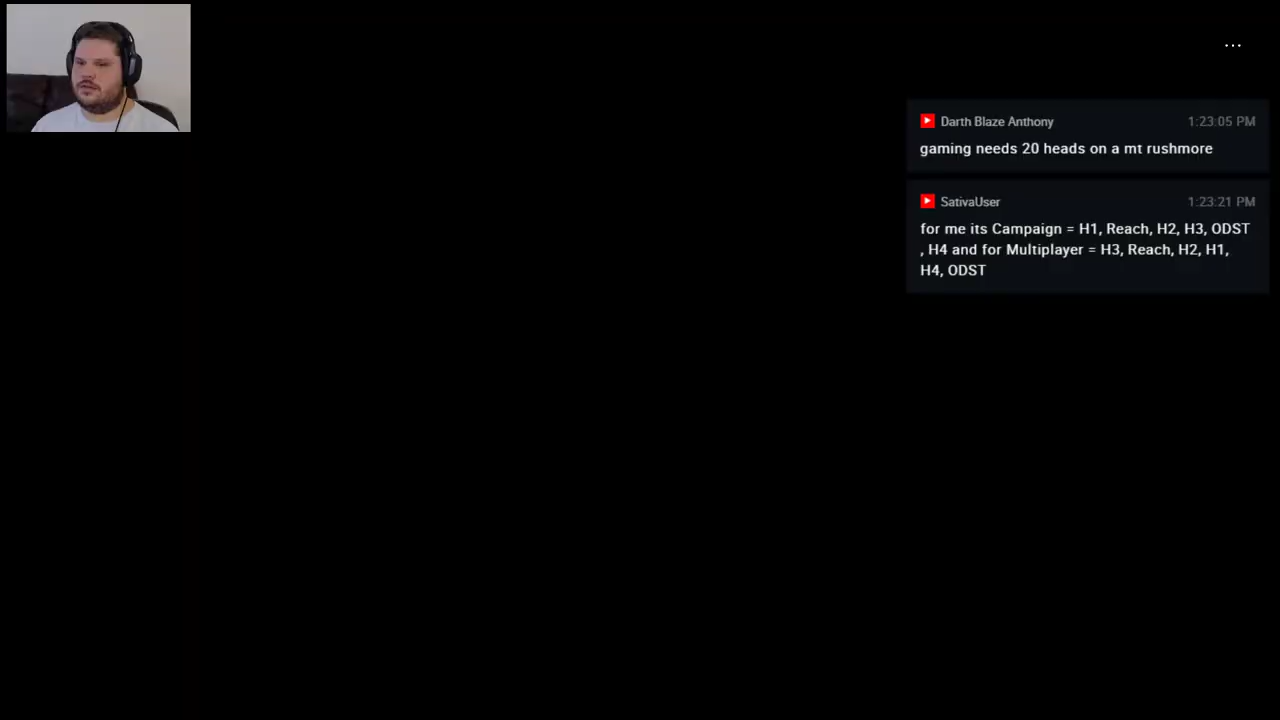 ...
Darth Blaze Anthony 1:23:05 PM
gaming needs 20 heads on a mt rushmore
SativaUser 1:23:21 PM
for me its Campaign = H1, Reach, H2, H3, ODST
, H4 and for Multiplayer = H3, Reach, H2, H1,
H4, ODST